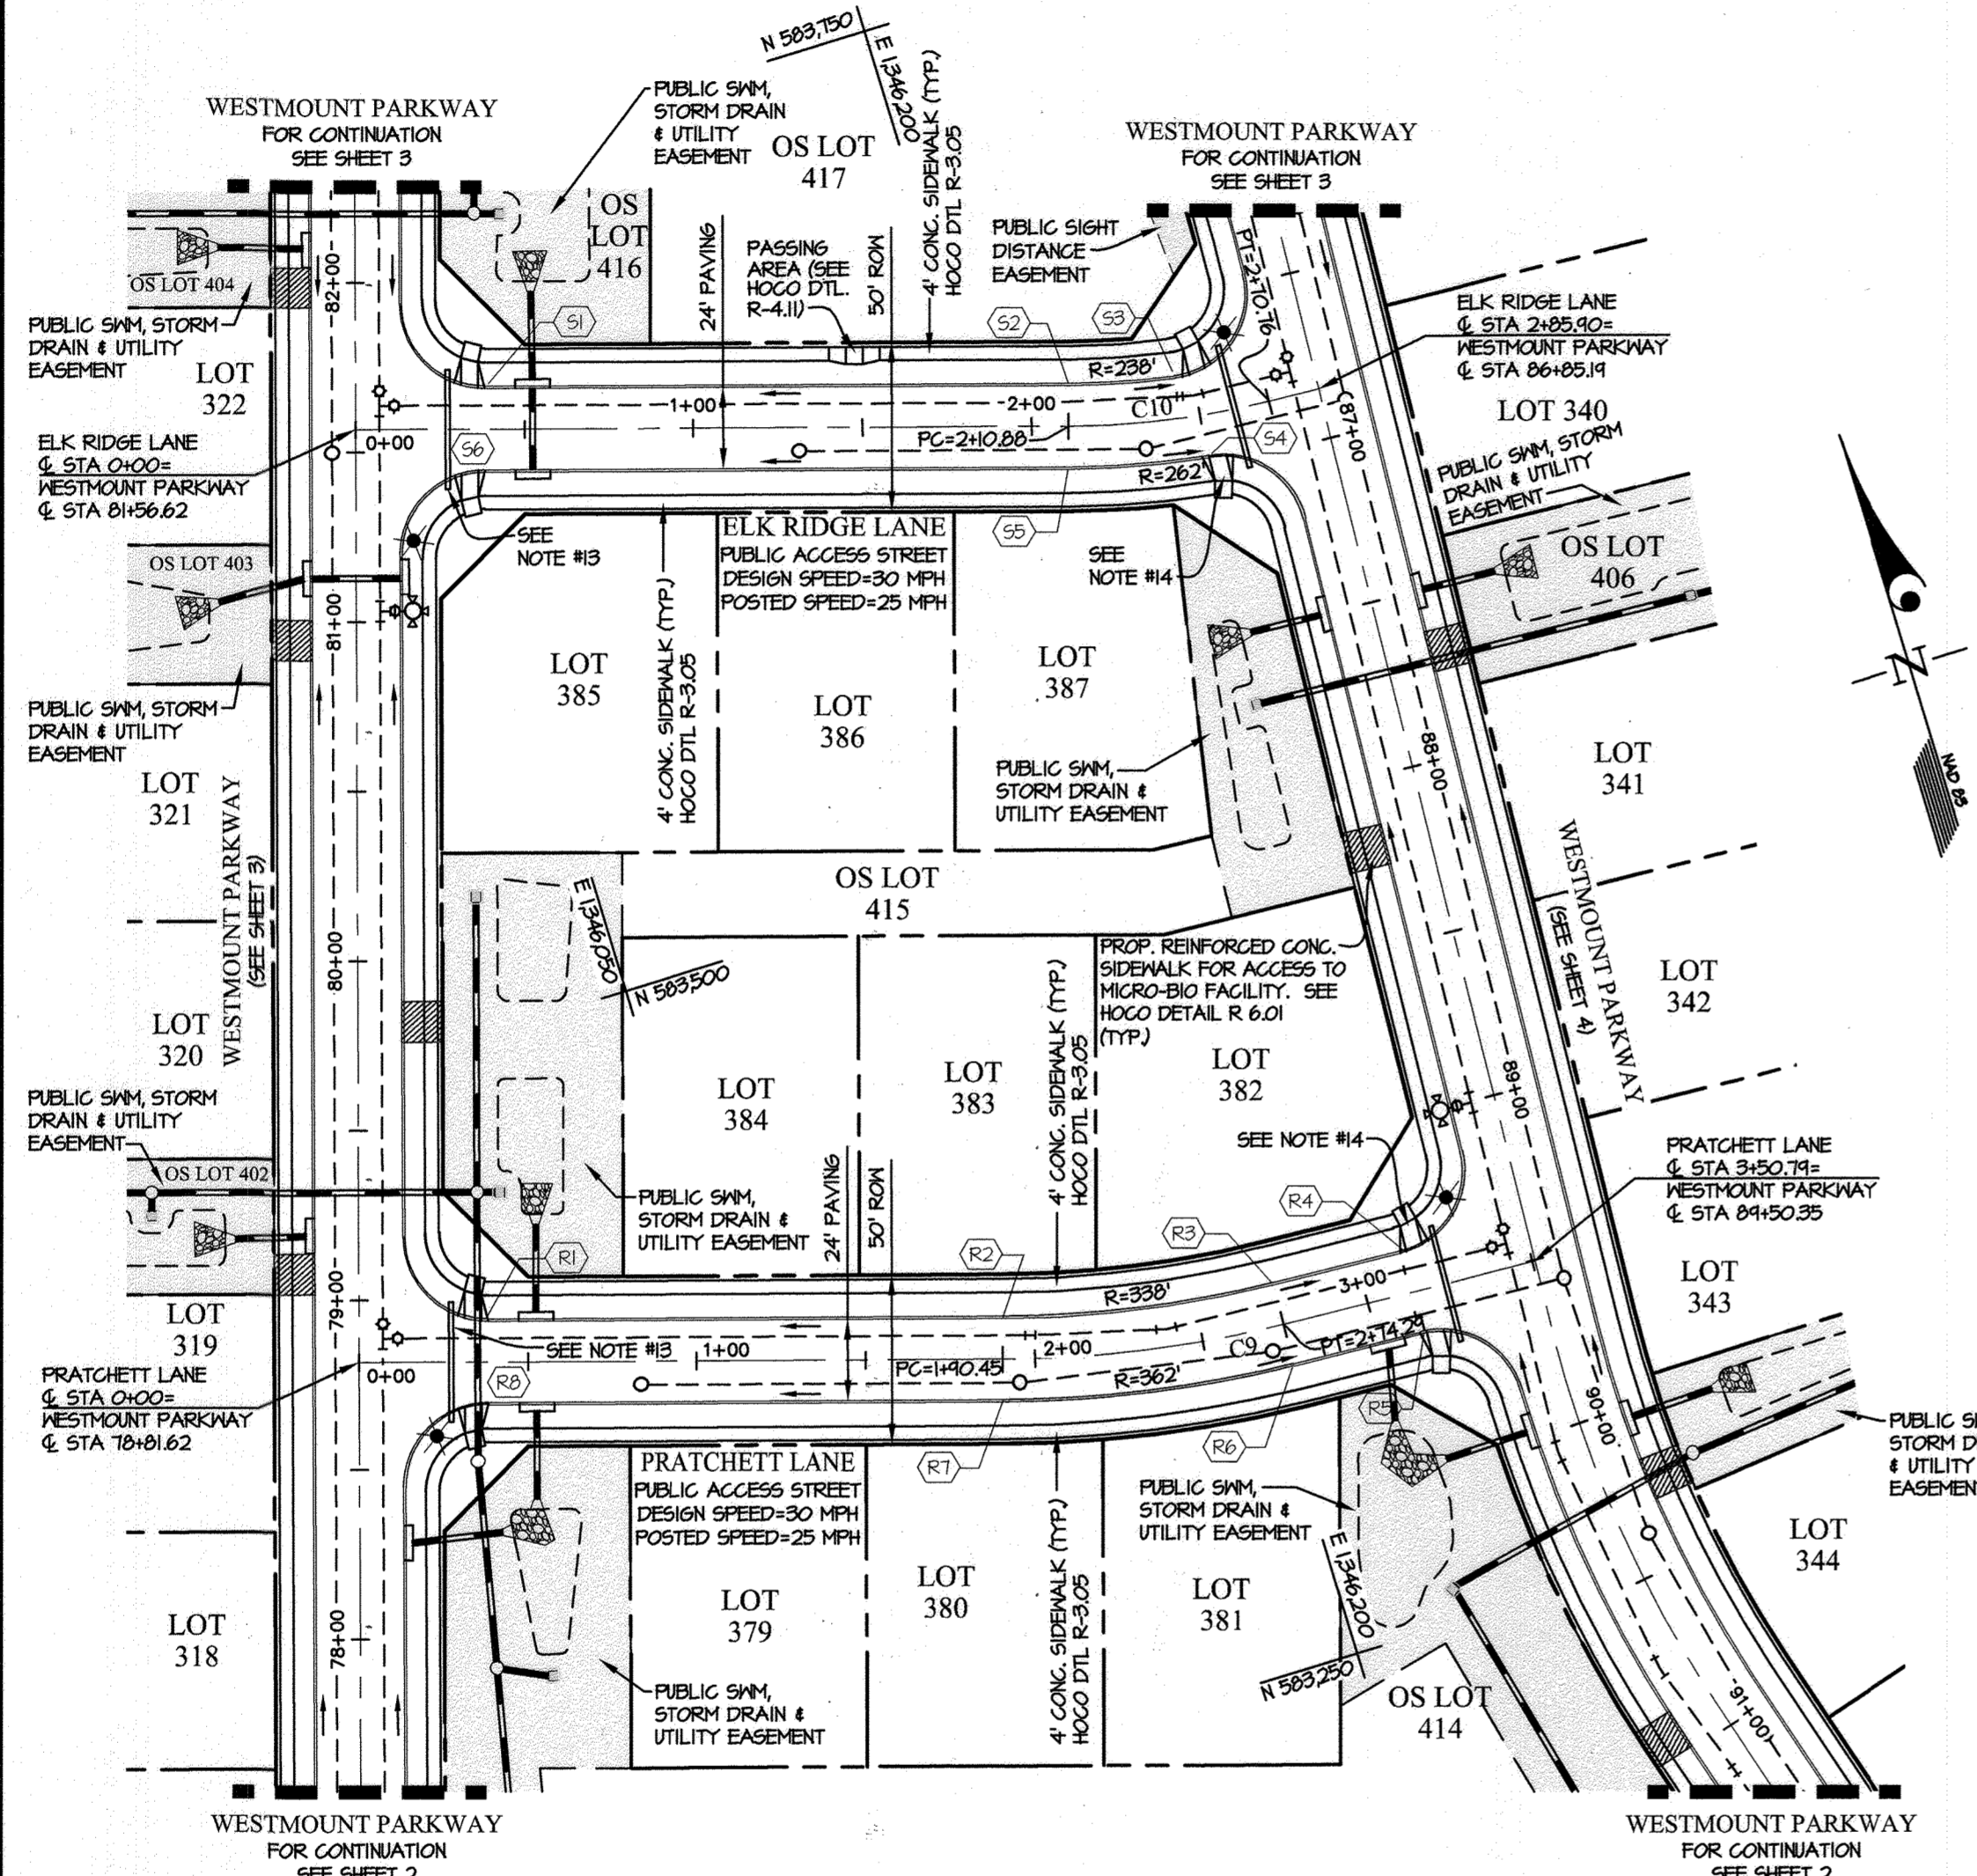 N 583,750
E 1,346,200
WESTMOUNT PARKWAY
FOR CONTINUATION
SEE SHEET 3
PUBLIC SWM,
STORM DRAIN
& UTILITY
EASEMENT
OS LOT
417
4' CONC. SIDEWALK (TYP.)
HOCO DTL R-3.05
WESTMOUNT PARKWAY
FOR CONTINUATION
SEE SHEET 3
OS
LOT
416
24' PAVING
PASSING
AREA (SEE
HOCO DTL.
R-4.11)
50' ROW
PUBLIC SIGHT
DISTANCE
EASEMENT
PT=2+70.76
OS LOT 404
82+00
PUBLIC SWM, STORM
DRAIN & UTILITY
EASEMENT
LOT
322
S1
S2
S3
R=238'
ELK RIDGE LANE
℄ STA 2+85.90=
WESTMOUNT PARKWAY
℄ STA 86+85.19
1+00
2+00
C10
87+00
LOT 340
ELK RIDGE LANE
℄ STA 0+00=
WESTMOUNT PARKWAY
℄ STA 81+56.62
0+00
S6
PC=2+10.88
S4
R=262'
PUBLIC SWM, STORM
DRAIN & UTILITY
EASEMENT
SEE
NOTE #13
ELK RIDGE LANE
PUBLIC ACCESS STREET
DESIGN SPEED=30 MPH
POSTED SPEED=25 MPH
S5
SEE
NOTE #14
OS LOT
406
OS LOT 403
81+00
4' CONC. SIDEWALK (TYP.)
HOCO DTL R-3.05
LOT
385
LOT
386
LOT
387
N
NAD 83
PUBLIC SWM, STORM
DRAIN & UTILITY
EASEMENT
LOT
321
88+00
PUBLIC SWM,
STORM DRAIN &
UTILITY EASEMENT
LOT
341
WESTMOUNT PARKWAY
(SEE SHEET 3)
WESTMOUNT PARKWAY
(SEE SHEET 4)
OS LOT
415
80+00
E 1,346,050
N 583,500
PROP. REINFORCED CONC.
SIDEWALK FOR ACCESS TO
MICRO-BIO FACILITY. SEE
HOCO DETAIL R 6.01
(TYP.)
LOT
342
LOT
320
4' CONC. SIDEWALK (TYP.)
HOCO DTL R-3.05
LOT
384
LOT
383
LOT
382
89+00
PUBLIC SWM, STORM
DRAIN & UTILITY
EASEMENT
OS LOT 402
SEE NOTE #14
PRATCHETT LANE
℄ STA 3+50.79=
WESTMOUNT PARKWAY
℄ STA 89+50.35
PUBLIC SWM,
STORM DRAIN &
UTILITY EASEMENT
24' PAVING
50' ROW
R1
R2
R3
R4
LOT
319
79+00
R=338'
3+00
LOT
343
PRATCHETT LANE
℄ STA 0+00=
WESTMOUNT PARKWAY
℄ STA 78+81.62
0+00
SEE NOTE #13
1+00
2+00
C9
PT=2+74.29
R8
PC=1+90.45
R=362'
R5
90+00
R6
R7
PRATCHETT LANE
PUBLIC ACCESS STREET
DESIGN SPEED=30 MPH
POSTED SPEED=25 MPH
4' CONC. SIDEWALK (TYP.)
HOCO DTL R-3.05
PUBLIC SWM,
STORM DRAIN &
UTILITY EASEMENT
LOT
344
LOT
318
78+00
LOT
379
LOT
380
LOT
381
E 1,346,200
N 583,250
OS LOT
414
91+00
PUBLIC SWM,
STORM DRAIN &
UTILITY EASEMENT
WESTMOUNT PARKWAY
FOR CONTINUATION
SEE SHEET 2
WESTMOUNT PARKWAY
FOR CONTINUATION
SEE SHEET 2
PUBLIC
STORM
& UTILITY